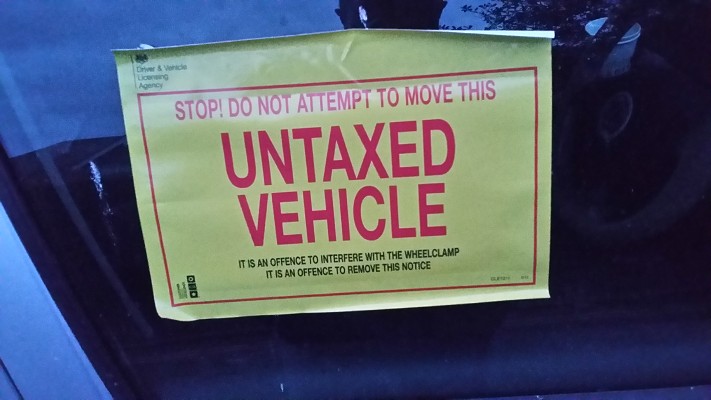 Driver & Vehicle
Licensing
Agency
STOP! DO NOT ATTEMPT TO MOVE THIS
UNTAXED
VEHICLE
IT IS AN OFFENCE TO INTERFERE WITH THE WHEELCLAMP
IT IS AN OFFENCE TO REMOVE THIS NOTICE